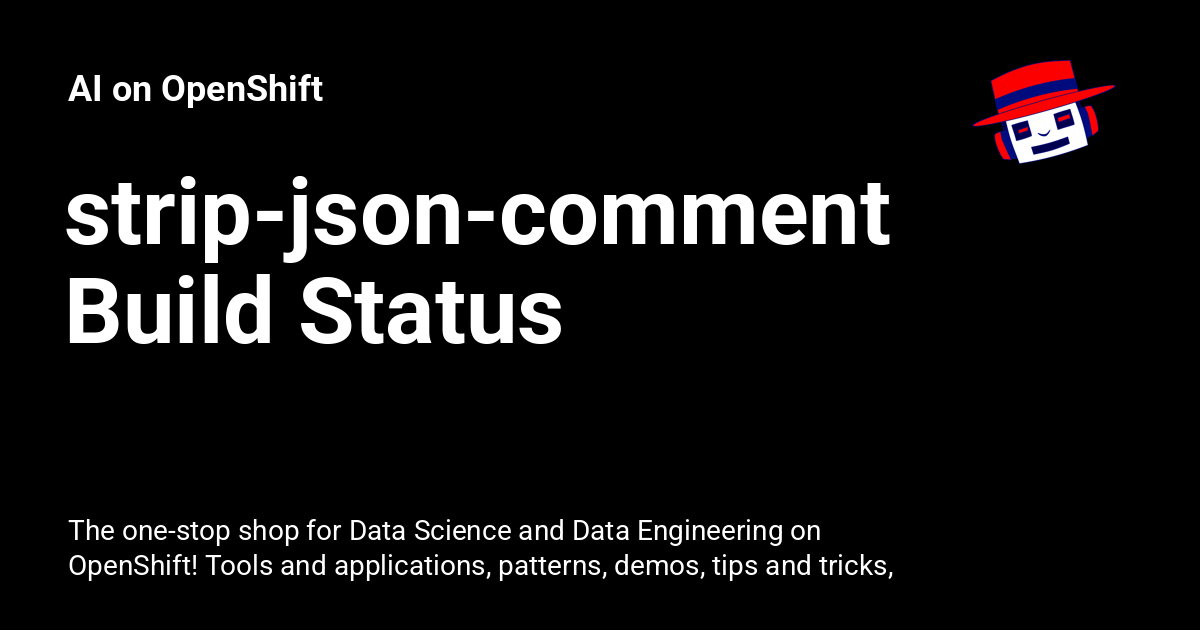 AI on OpenShift
strip-json-comment
Build Status
The one-stop shop for Data Science and Data Engineering on
OpenShift! Tools and applications, patterns, demos, tips and tricks,